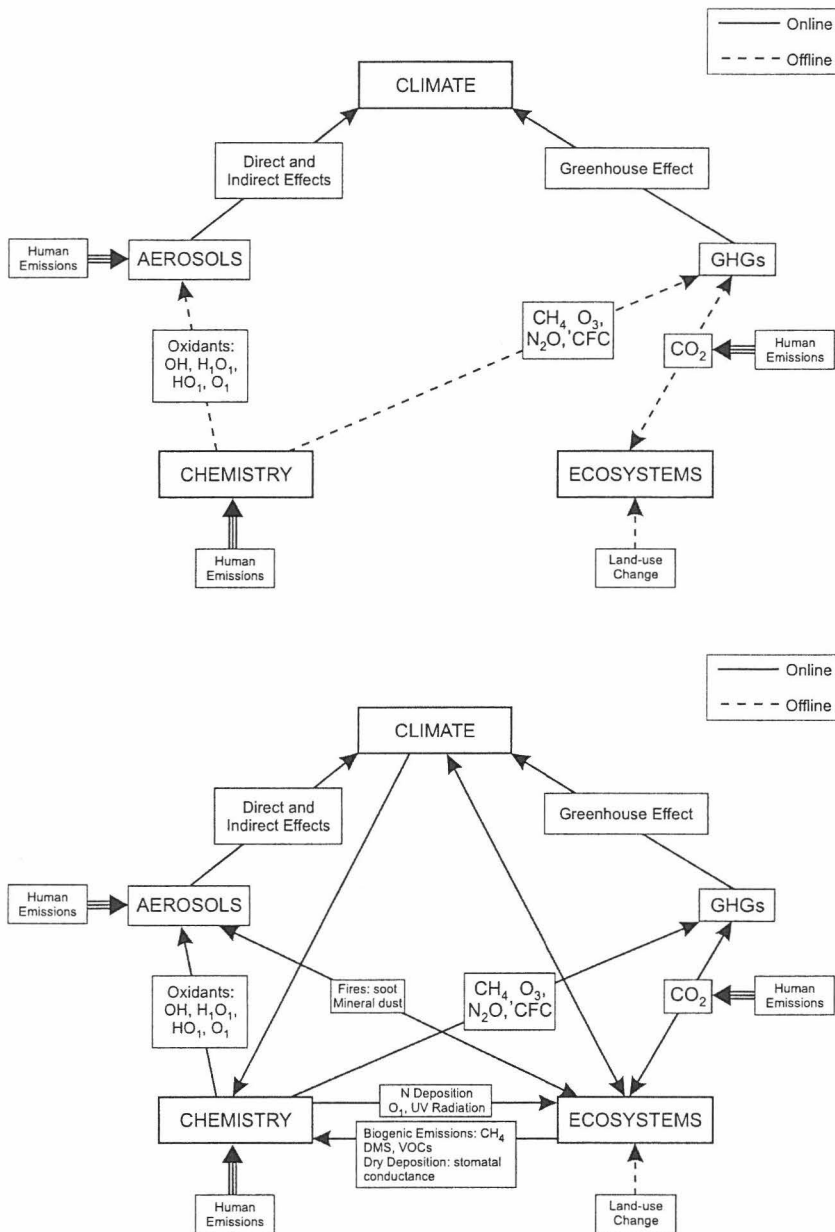 Online
Offline
CLIMATE
Direct and
Indirect Effects
Greenhouse Effect
Human
Emissions
AEROSOLS
GHGs
Oxidants:
OH, H₁O₁,
HO₁, O₁
CH₄, O₃,
N₂O, CFC
CO₂
Human
Emissions
CHEMISTRY
ECOSYSTEMS
Human
Emissions
Land-use
Change
Online
Offline
CLIMATE
Direct and
Indirect Effects
Greenhouse Effect
Human
Emissions
AEROSOLS
GHGs
Oxidants:
OH, H₁O₁,
HO₁, O₁
Fires: soot
Mineral dust
CH₄, O₃,
N₂O, CFC
CO₂
Human
Emissions
N Deposition
O₁, UV Radiation
CHEMISTRY
ECOSYSTEMS
Biogenic Emissions: CH₄
DMS, VOCs
Dry Deposition: stomatal
conductance
Human
Emissions
Land-use
Change